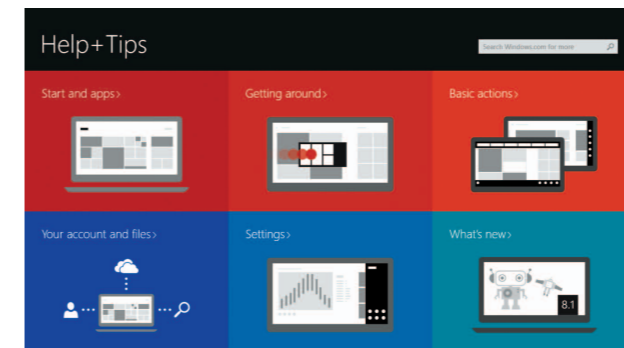 Help+Tips
Search Windows.com for more
Start and apps>
Getting around>
Basic actions>
Your account and files>
Settings>
What's new>
8.1